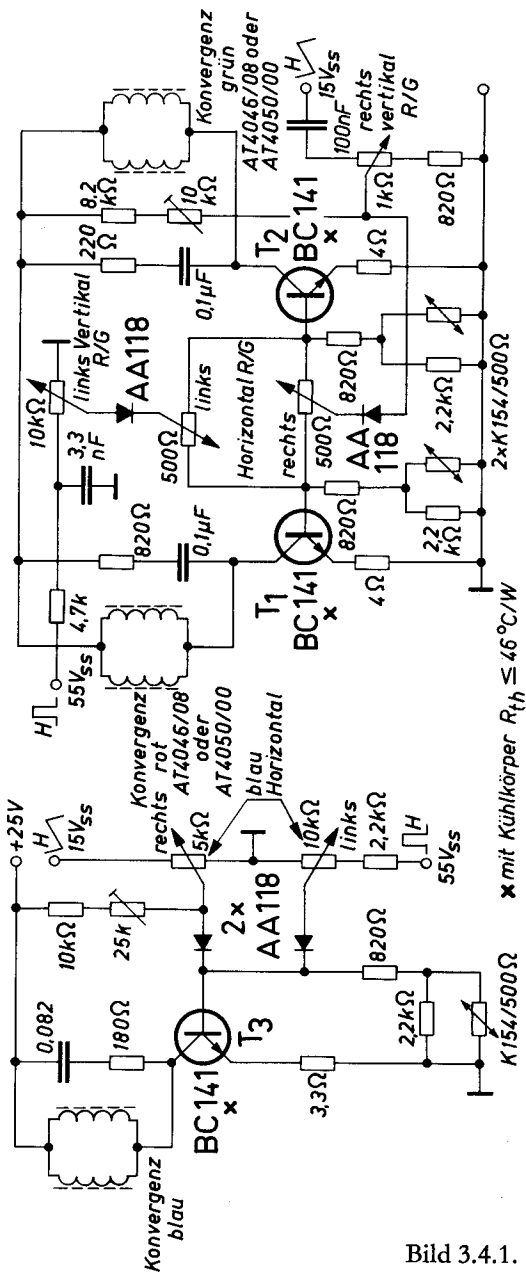 +25V
H
15Vss
0,082
180Ω
10kΩ
25k
Konvergenz
blau
BC141
x
T3
2×
AA118
rechts
5kΩ
blau
Horizontal
10kΩ
links
2,2kΩ
H
55Vss
3,3Ω
820Ω
2,2kΩ
K154/500Ω
Konvergenz
rot
AT4046/08
oder
AT4050/00
H
55Vss
4,7k
3,3
nF
10kΩ
links Vertikal
R/G
AA118
820Ω
0,1µF
220
Ω
0,1µF
8,2
kΩ
10
kΩ
Konvergenz
grün
AT4046/08 oder
AT4050/00
T1
BC141
x
500Ω
links
Horizontal R/G
rechts
500Ω
T2
BC141
x
H
15Vss
100nF
rechts
vertikal
R/G
1kΩ
820Ω
4Ω
820Ω
2,2
kΩ
AA
118
820Ω
2,2kΩ
4Ω
2xK154/500Ω
x mit Kühlkörper Rth ≤ 46°C/W
Bild 3.4.1.